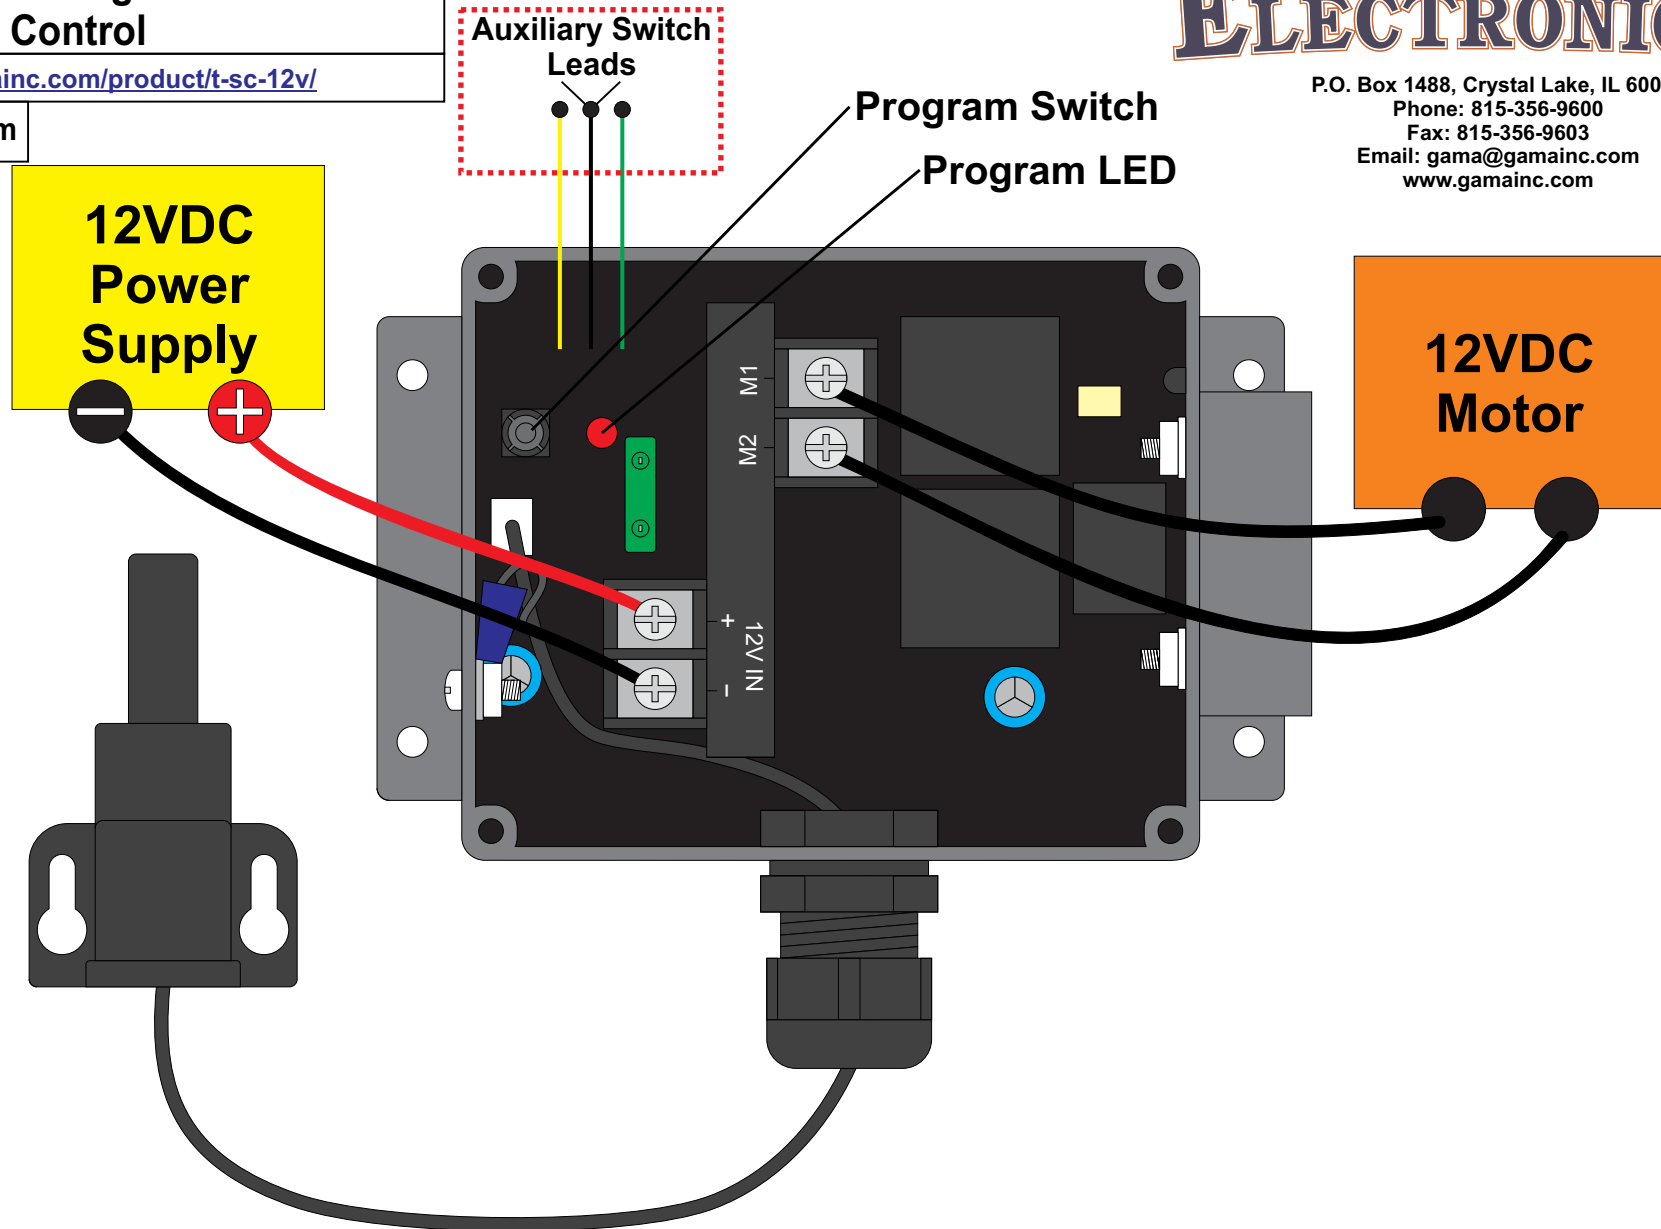 Control
inc.com/product/t-sc-12v/
Auxiliary Switch
Leads
Program Switch
Program LED
P.O. Box 1488, Crystal Lake, IL 600
Phone: 815-356-9600
Fax: 815-356-9603
Email: gama@gamainc.com
www.gamainc.com
12VDC
Power
Supply
12VDC
Motor
M1
M2
+
12V IN
-